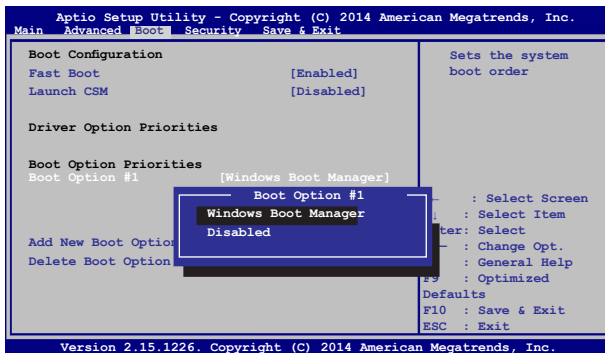 Aptio Setup Utility - Copyright (C) 2014 American Megatrends, Inc.
Main Advanced Boot Security Save & Exit
Boot Configuration
Fast Boot [Enabled]
Launch CSM [Disabled]
Driver Option Priorities
Boot Option Priorities
Boot Option #1 [Windows Boot Manager]
Boot Option #1
Windows Boot Manager
Disabled
Add New Boot Option
Delete Boot Option
Sets the system
boot order
← : Select Screen
↓ : Select Item
ter: Select
— : Change Opt.
: General Help
F9 : Optimized
Defaults
F10 : Save & Exit
ESC : Exit
Version 2.15.1226. Copyright (C) 2014 American Megatrends, Inc.